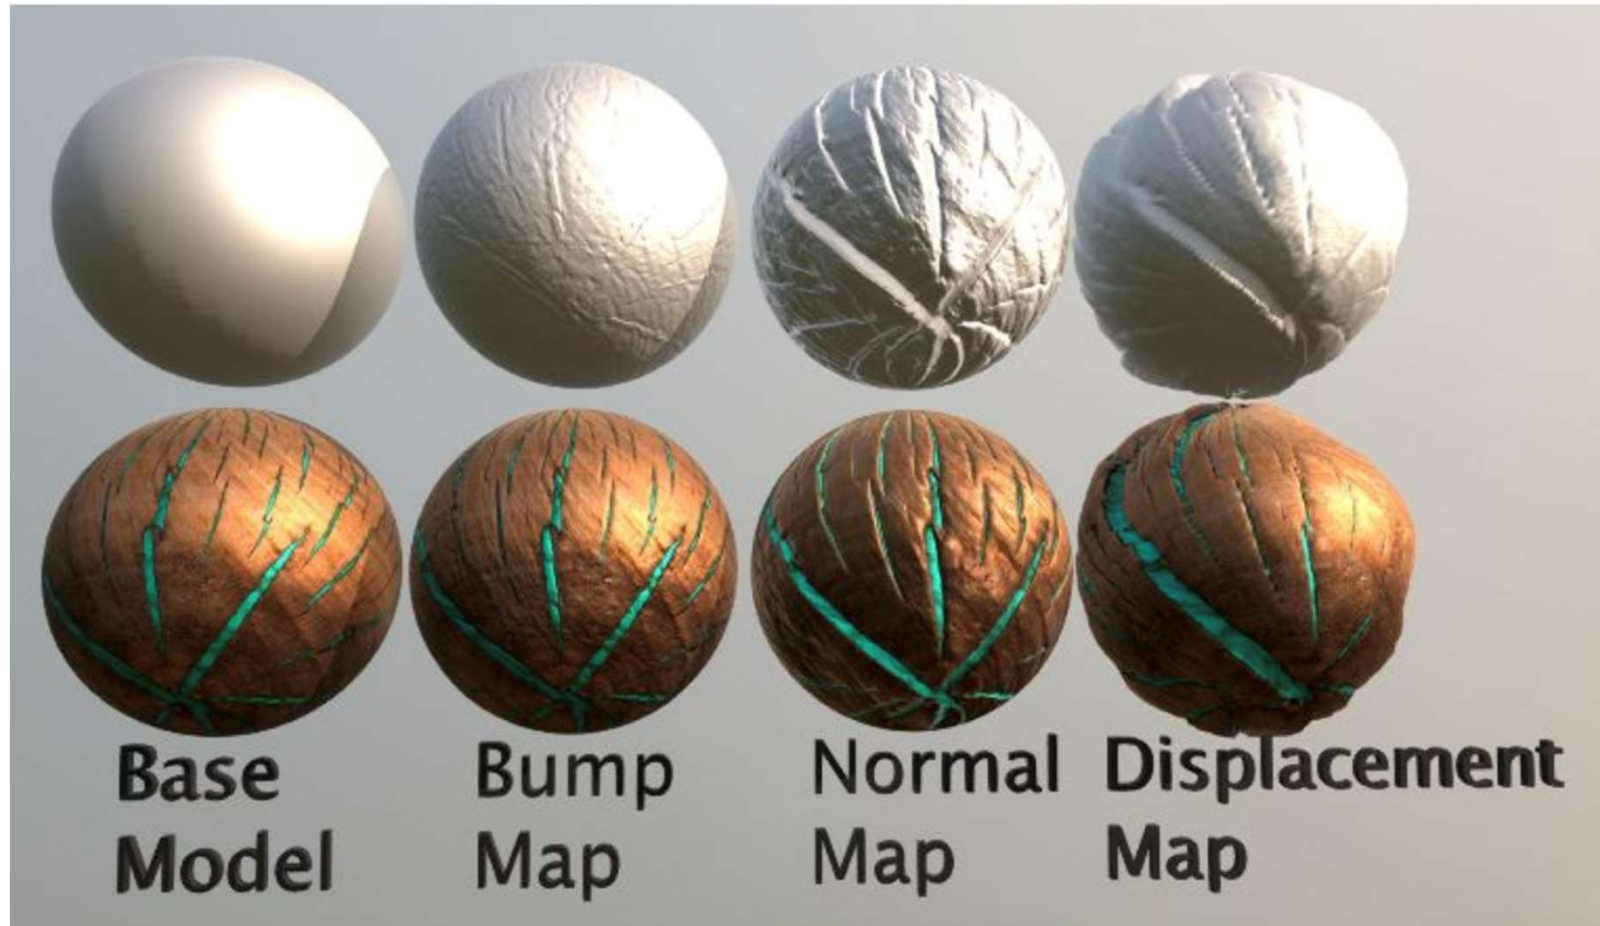 Base
Model
Bump
Map
Normal
Map
Displacement
Map